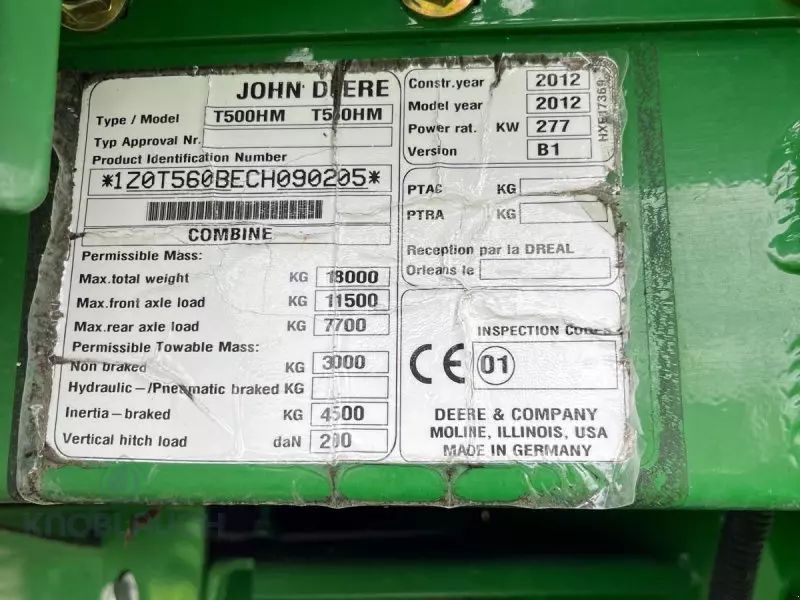 JOHN DEERE
Type / Model T500HM T560HM
Typ Approval Nr.
Product Identification Number
*1Z0T560BECH090205*
COMBINE
Permissible Mass:
Max.total weight KG 18000
Max.front axle load KG 11500
Max.rear axle load KG 7700
Permissible Towable Mass:
Non braked KG 3000
Hydraulic-/Pneumatic braked KG
Inertia-braked KG 4500
Vertical hitch load daN 200
Constr.year 2012
Model year 2012
Power rat. KW 277
Version B1
PTAC KG
PTRA KG
Reception par la DREAL
Orleans le
INSPECTION CODES
CE 01
DEERE & COMPANY
MOLINE, ILLINOIS, USA
MADE IN GERMANY
KNOBLAUCH